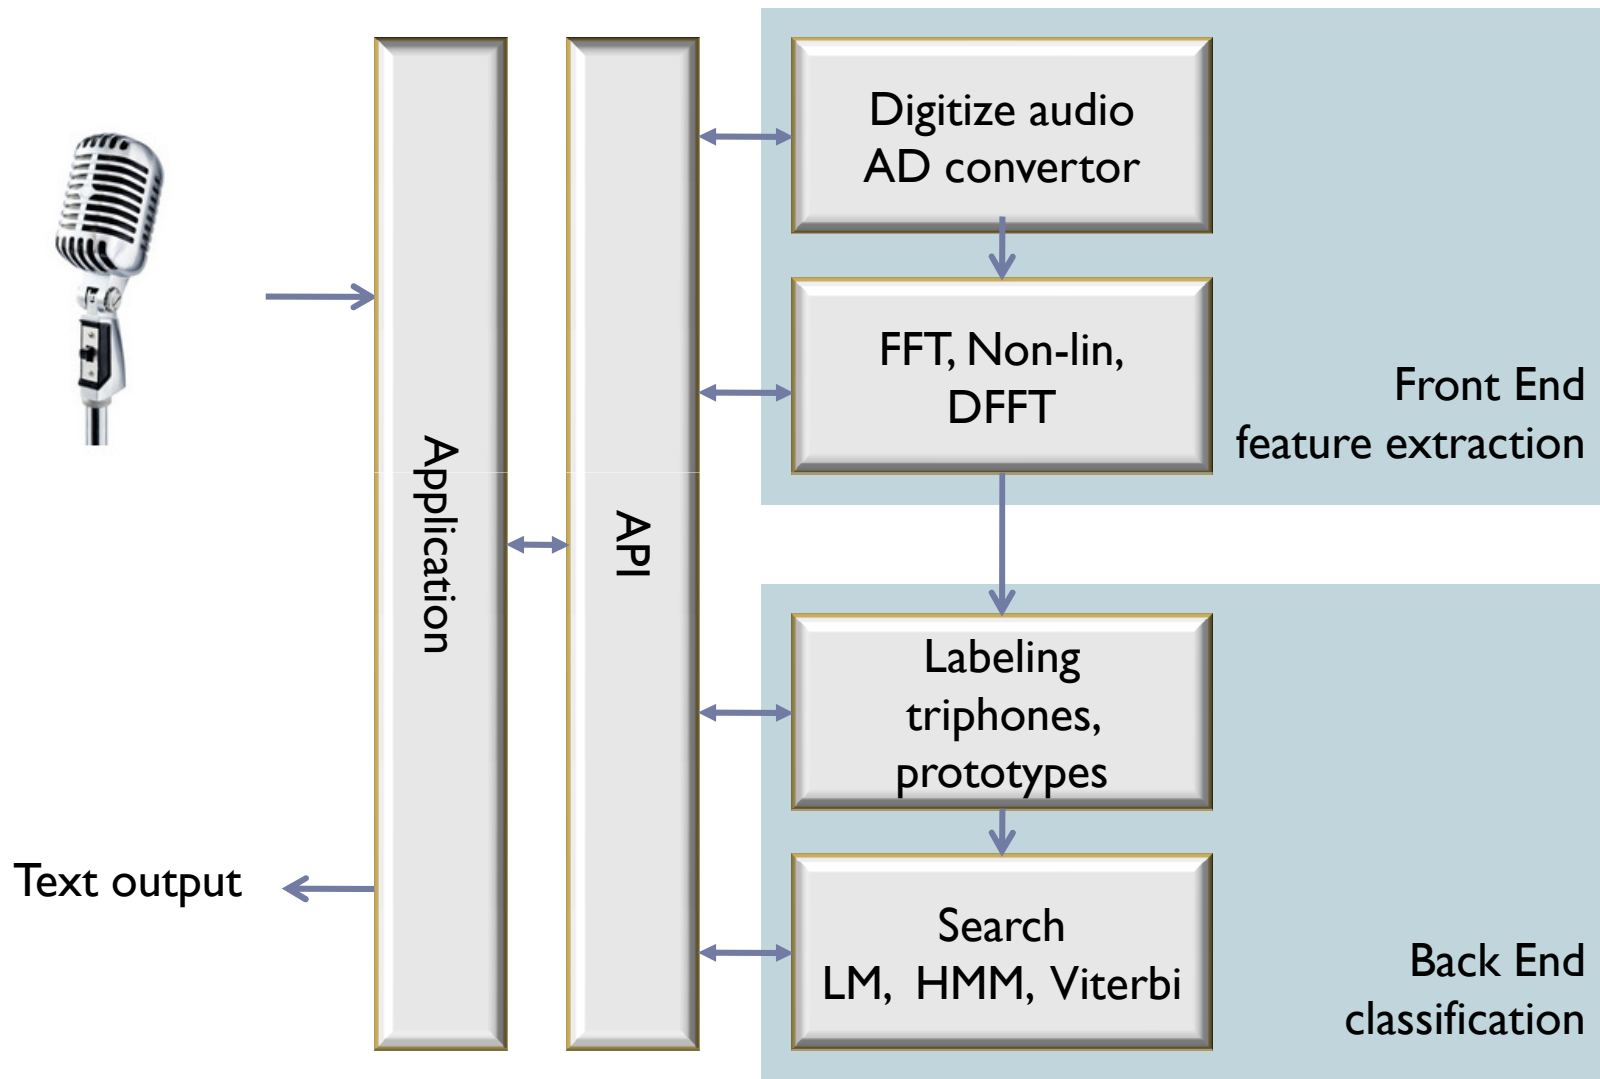 Digitize audio
AD convertor
FFT, Non-lin,
DFFT
Front End
feature extraction
Application
API
Labeling
triphones,
prototypes
Text output
Search
LM, HMM, Viterbi
Back End
classification